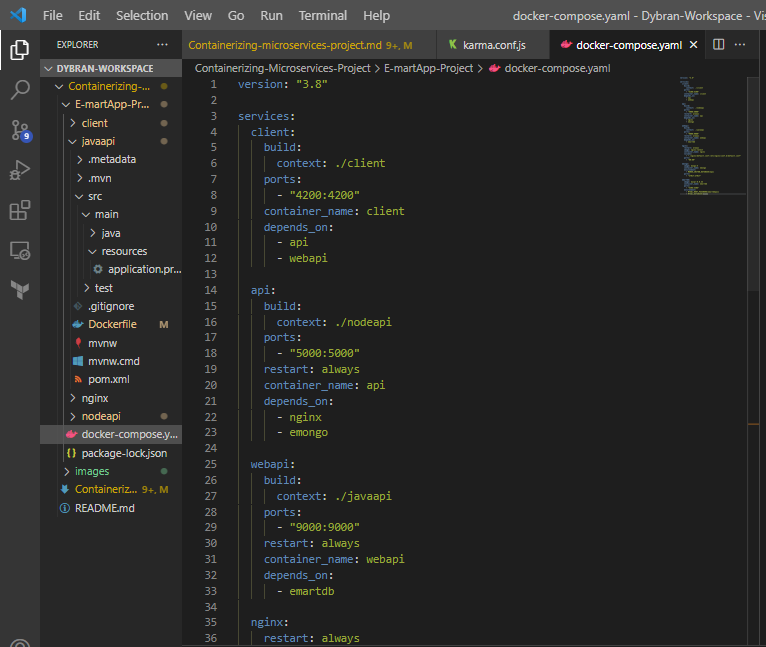 File Edit Selection View Go Run Terminal Help docker-compose.yaml - Dybran-Workspace - Vis
EXPLORER ...
Containerizing-microservices-project.md 9+, M karma.conf.js docker-compose.yaml
DYBRAN-WORKSPACE
Containerizing-Microservices-Project > E-martApp-Project > docker-compose.yaml
Containerizing-...
E-martApp-Pr...
client
javaapi
.metadata
.mvn
src
main
java
resources
application.pr...
test
.gitignore
Dockerfile M
mvnw
mvnw.cmd
pom.xml
nginx
nodeapi
docker-compose.y...
package-lock.json
images
Containeriz... 9+, M
README.md
9
1 version: "3.8"
2
3 services:
4 client:
5 build:
6 context: ./client
7 ports:
8 - "4200:4200"
9 container_name: client
10 depends_on:
11 - api
12 - webapi
13
14 api:
15 build:
16 context: ./nodeapi
17 ports:
18 - "5000:5000"
19 restart: always
20 container_name: api
21 depends_on:
22 - nginx
23 - emongo
24
25 webapi:
26 build:
27 context: ./javaapi
28 ports:
29 - "9000:9000"
30 restart: always
31 container_name: webapi
32 depends_on:
33 - emartdb
34
35 nginx:
36 restart: always